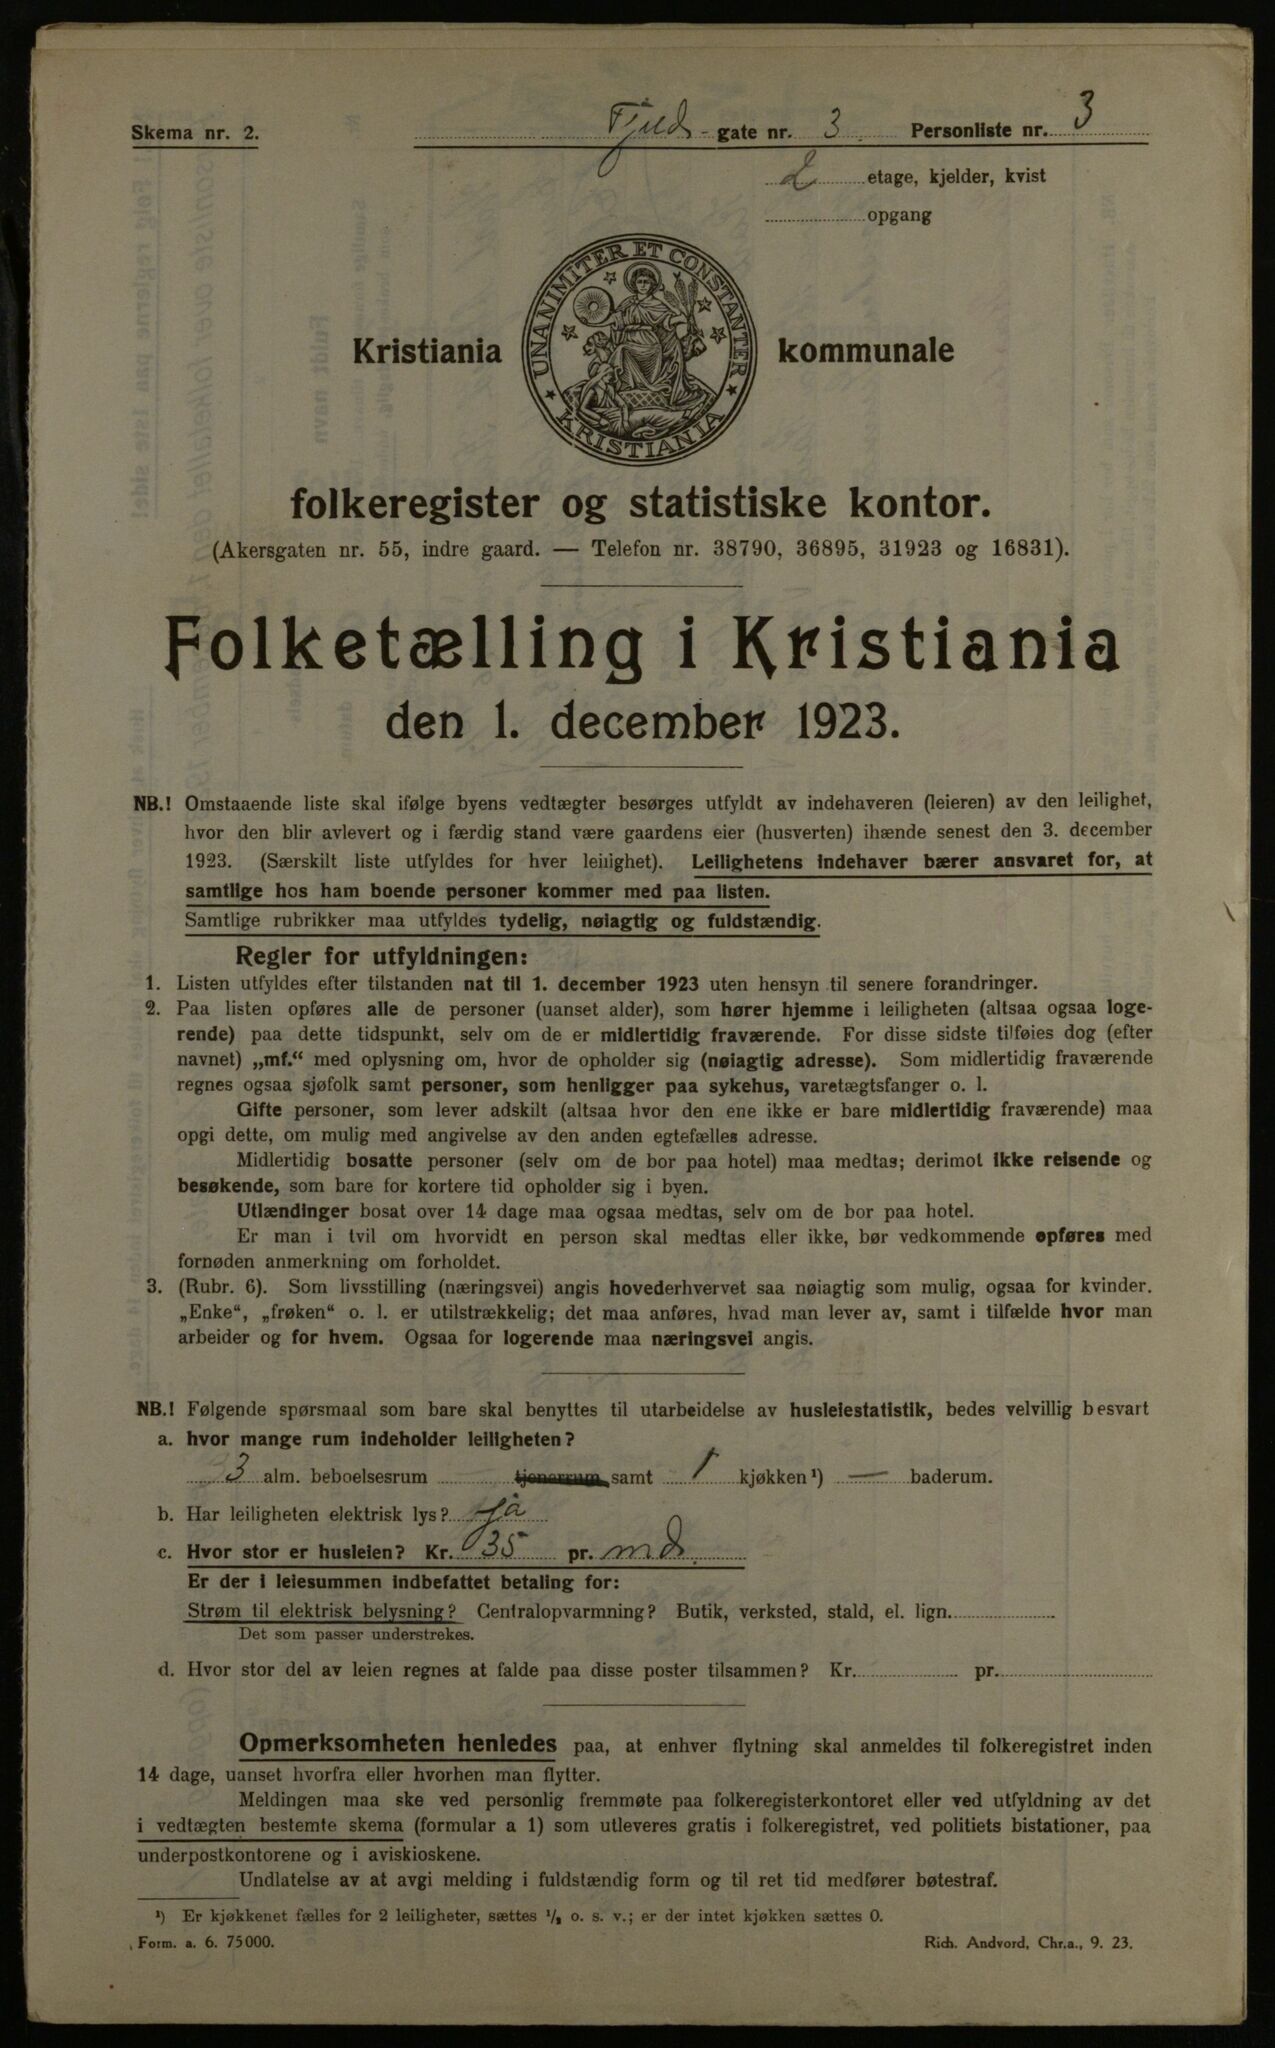 Skema nr. 2.
Fjeld-gate nr. 3. Personliste nr. 3
2 etage, kjelder, kvist
opgang
UNANIMITER ET CONSTANTER
KRISTIANIA
Kristiania kommunale
folkeregister og statistiske kontor.
(Akersgaten nr. 55, indre gaard. — Telefon nr. 38790, 36895, 31923 og 16831).
Folketælling i Kristiania
den 1. december 1923.
NB.! Omstaaende liste skal ifølge byens vedtægter besørges utfyldt av indehaveren (leieren) av den leilighet,
hvor den blir avlevert og i færdig stand være gaardens eier (husverten) ihænde senest den 3. december
1923. (Særskilt liste utfyldes for hver leilighet). Leilighetens indehaver bærer ansvaret for, at
samtlige hos ham boende personer kommer med paa listen.
Samtlige rubrikker maa utfyldes tydelig, nøiagtig og fuldstændig.
Regler for utfyldningen:
1. Listen utfyldes efter tilstanden nat til 1. december 1923 uten hensyn til senere forandringer.
2. Paa listen opføres alle de personer (uanset alder), som hører hjemme i leiligheten (altsaa ogsaa loge-
rende) paa dette tidspunkt, selv om de er midlertidig fraværende. For disse sidste tilføies dog (efter
navnet) „mf.“ med oplysning om, hvor de opholder sig (nøiagtig adresse). Som midlertidig fraværende
regnes ogsaa sjøfolk samt personer, som henligger paa sykehus, varetægtsfanger o. l.
Gifte personer, som lever adskilt (altsaa hvor den ene ikke er bare midlertidig fraværende) maa
opgi dette, om mulig med angivelse av den anden egtefælles adresse.
Midlertidig bosatte personer (selv om de bor paa hotel) maa medtas; derimot ikke reisende og
besøkende, som bare for kortere tid opholder sig i byen.
Utlændinger bosat over 14 dage maa ogsaa medtas, selv om de bor paa hotel.
Er man i tvil om hvorvidt en person skal medtas eller ikke, bør vedkommende opføres med
fornøden anmerkning om forholdet.
3. (Rubr. 6). Som livsstilling (næringsvei) angis hovederhvervet saa nøiagtig som mulig, ogsaa for kvinder.
„Enke“, „frøken“ o. l. er utilstrækkelig; det maa anføres, hvad man lever av, samt i tilfælde hvor man
arbeider og for hvem. Ogsaa for logerende maa næringsvei angis.
NB.! Følgende spørsmaal som bare skal benyttes til utarbeidelse av husleiestatistik, bedes velvillig besvart
a. hvor mange rum indeholder leiligheten?
3 alm. beboelsesrum tjenerrum samt 1 kjøkken¹) — baderum.
b. Har leiligheten elektrisk lys? ja
c. Hvor stor er husleien? Kr. 35 pr. md.
Er der i leiesummen indbefattet betaling for:
Strøm til elektrisk belysning? Centralopvarmning? Butik, verksted, stald, el. lign.
Det som passer understrekes.
d. Hvor stor del av leien regnes at falde paa disse poster tilsammen? Kr. pr.
Opmerksomheten henledes paa, at enhver flytning skal anmeldes til folkeregistret inden
14 dage, uanset hvorfra eller hvorhen man flytter.
Meldingen maa ske ved personlig fremmøte paa folkeregisterkontoret eller ved utfyldning av det
i vedtægten bestemte skema (formular a 1) som utleveres gratis i folkeregistret, ved politiets bistationer, paa
underpostkontorene og i aviskioskene.
Undlatelse av at avgi melding i fuldstændig form og til ret tid medfører bøtestraf.
¹) Er kjøkkenet fælles for 2 leiligheter, sættes ½ o. s. v.; er der intet kjøkken sættes 0.
Form. a. 6. 75000.
Rich. Andvord, Chr.a., 9. 23.